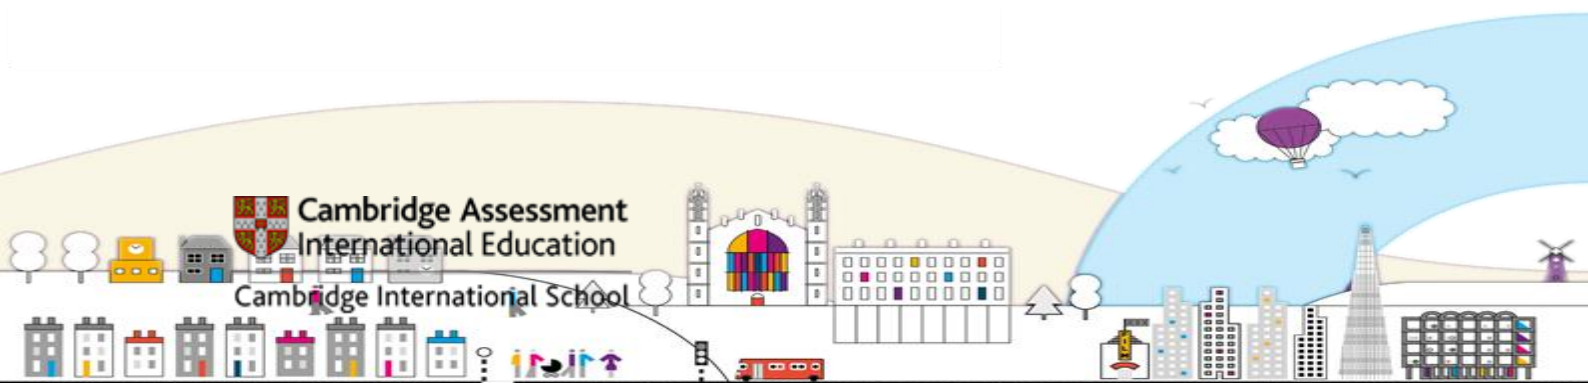 Cambridge Assessment
International Education
Cambridge International School